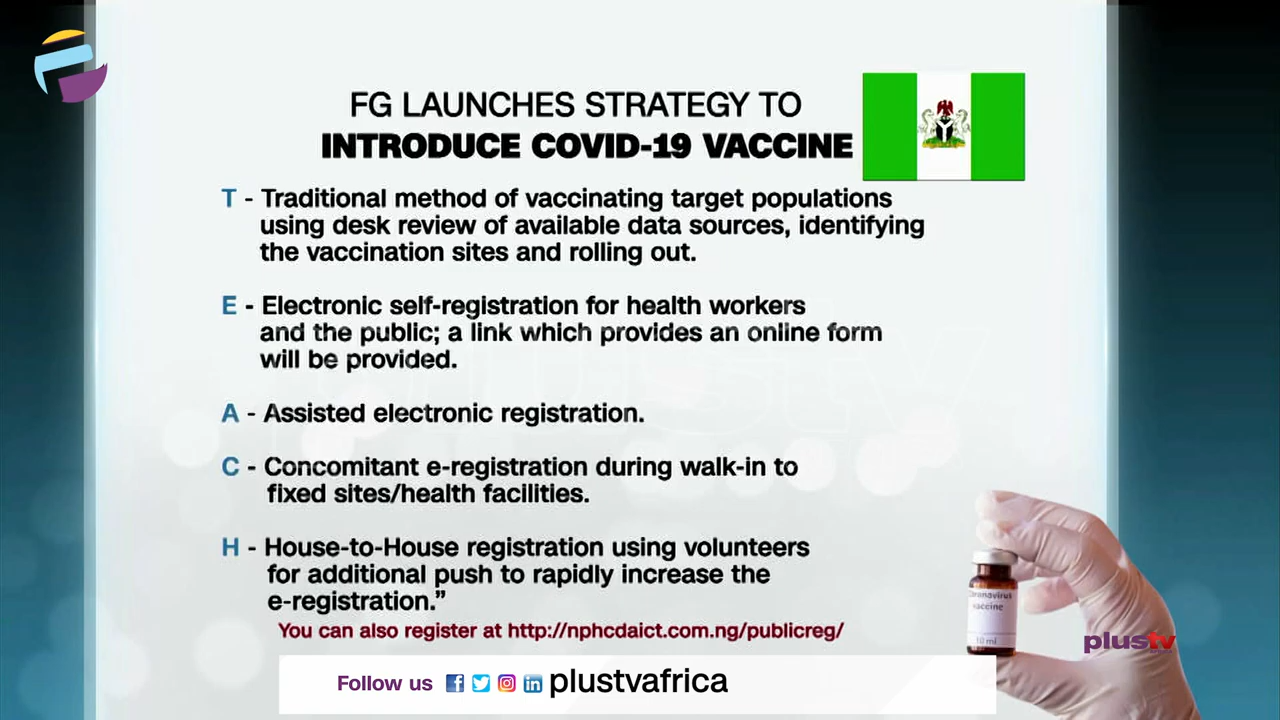 FG LAUNCHES STRATEGY TO
INTRODUCE COVID-19 VACCINE
T - Traditional method of vaccinating target populations
using desk review of available data sources, identifying
the vaccination sites and rolling out.
E - Electronic self-registration for health workers
and the public; a link which provides an online form
will be provided.
A - Assisted electronic registration.
C - Concomitant e-registration during walk-in to
fixed sites/health facilities.
H - House-to-House registration using volunteers
for additional push to rapidly increase the
e-registration.”
You can also register at http://nphcdaict.com.ng/publicreg/
Coronavirus
vaccine
10 ml
plustv
Follow us plustvafrica